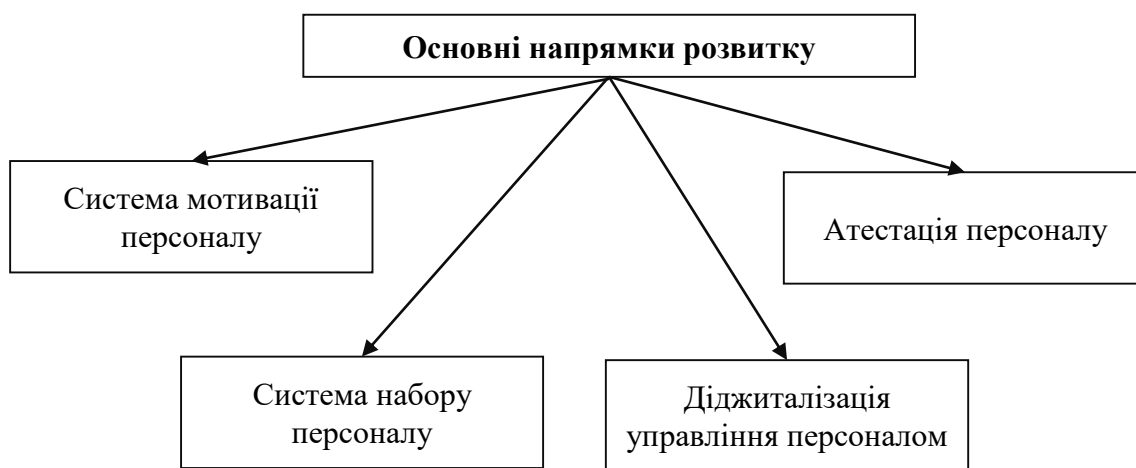 Основні напрямки розвитку
Система мотивації
персоналу
Атестація персоналу
Система набору
персоналу
Діджиталізація
управління персоналом